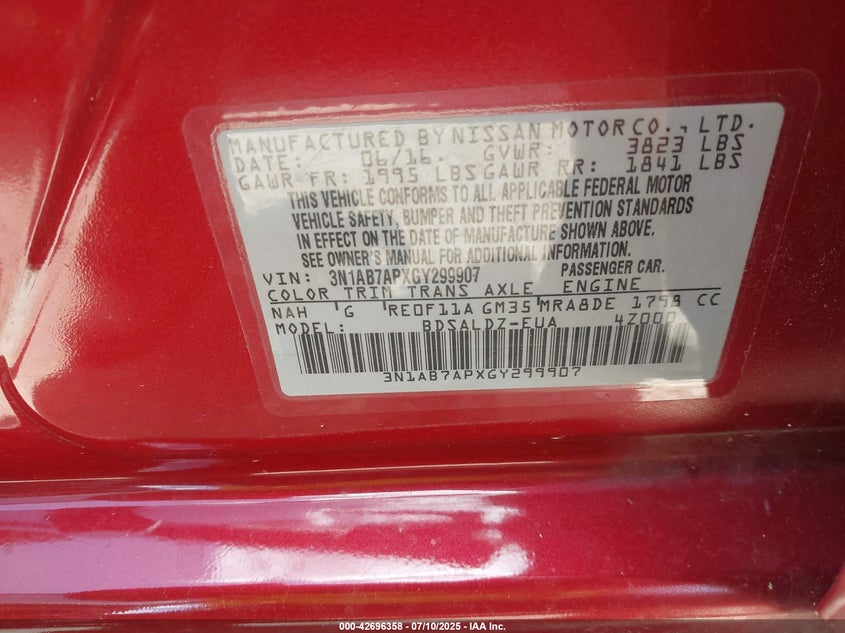 MANUFACTURED BY NISSAN MOTOR CO., LTD.
DATE: 06/16 GVWR: 3823 LBS
GAWR FR: 1995 LBS GAWR RR: 1841 LBS
THIS VEHICLE CONFORMS TO ALL APPLICABLE FEDERAL MOTOR
VEHICLE SAFETY, BUMPER AND THEFT PREVENTION STANDARDS
IN EFFECT ON THE DATE OF MANUFACTURE SHOWN ABOVE.
SEE OWNER'S MANUAL FOR ADDITIONAL INFORMATION.
VIN: 3N1AB7APXGY299907 PASSENGER CAR.
COLOR TRIM TRANS AXLE ENGINE
NAH G RE0F11A GM35 MRA8DE 1798 CC
MODEL: BDSALDZ-EUA 4Z000
3N1AB7APXGY299907
000-42696358 - 07/10/2025 - IAA Inc.